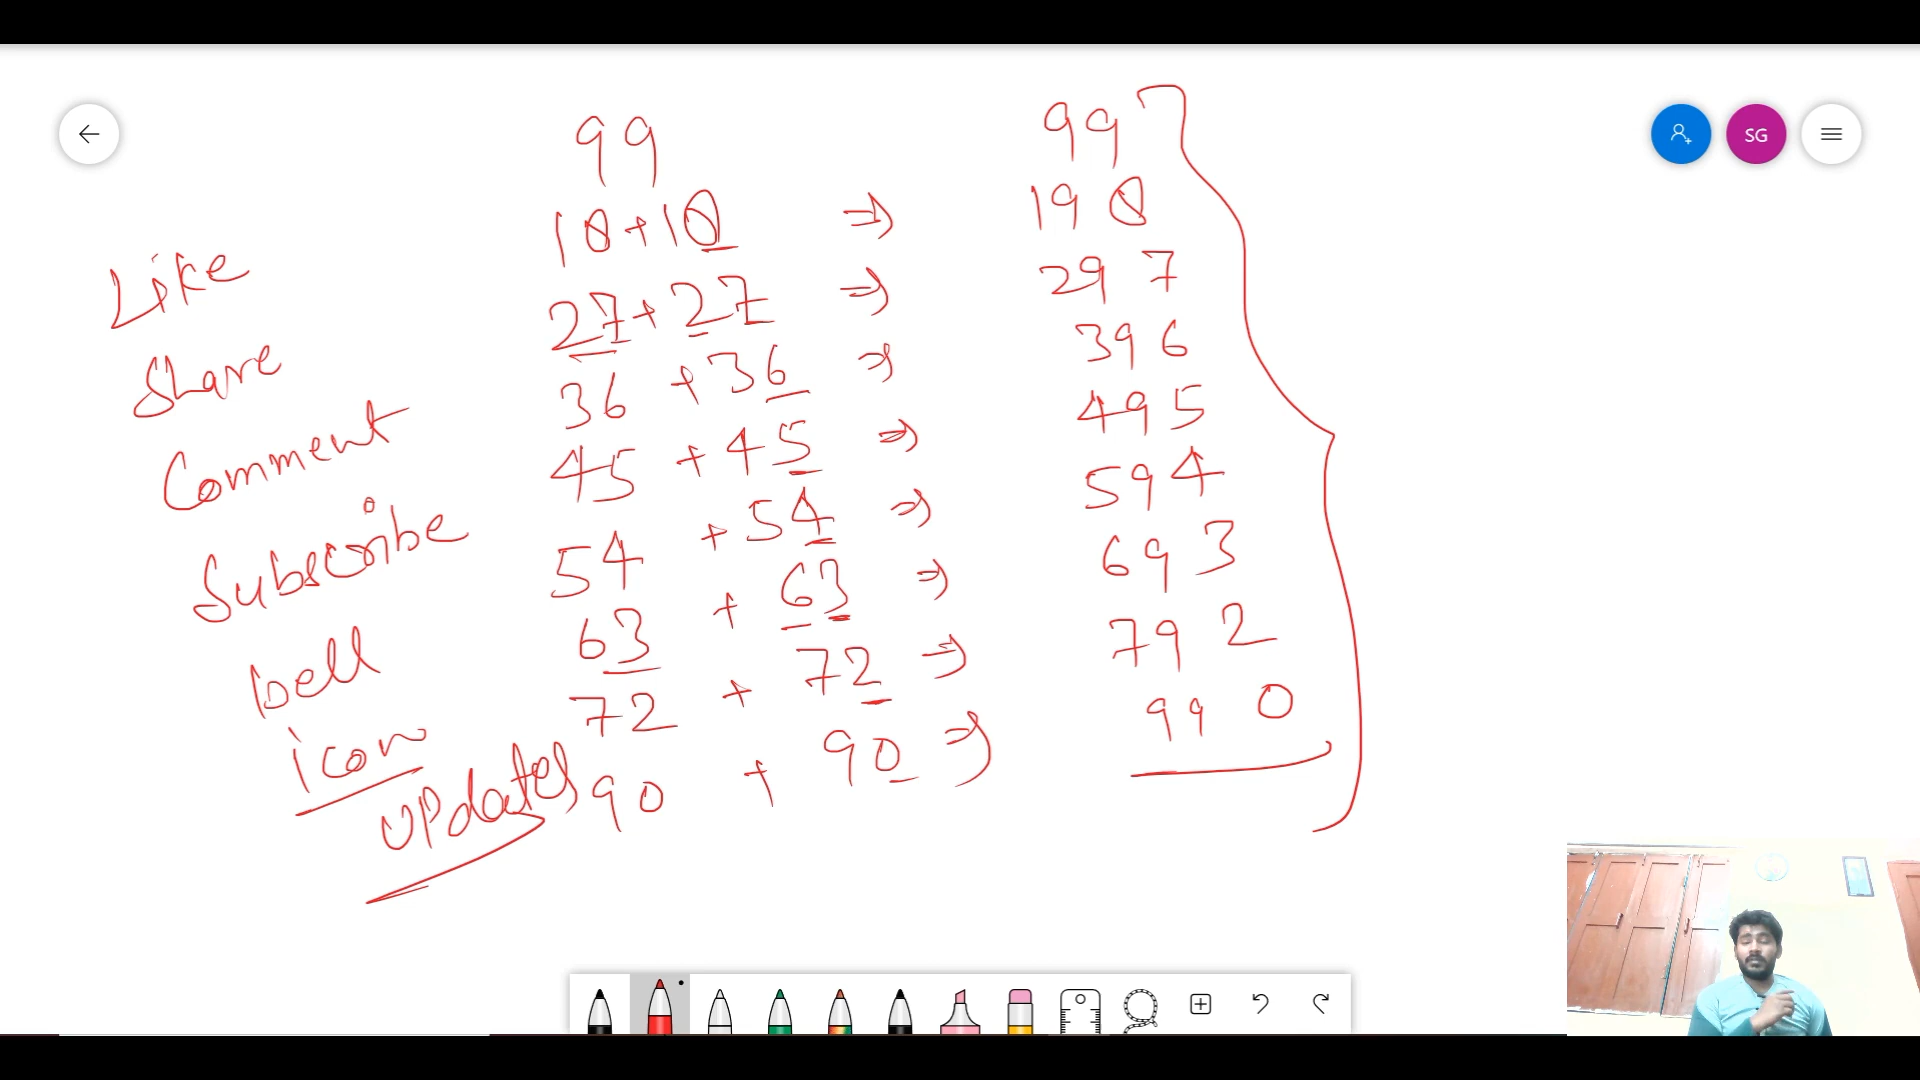 99
18+18 ⇒
27+27 ⇒
36 +36 ⇒
45 +45 ⇒
54 +54 ⇒
63 + 63 ⇒
72 + 72 ⇒
90 + 90 ⇒
99
198
297
396
495
594
693
792
990
Like
Share
Comment
Subscribe
bell
icon
updates
SG